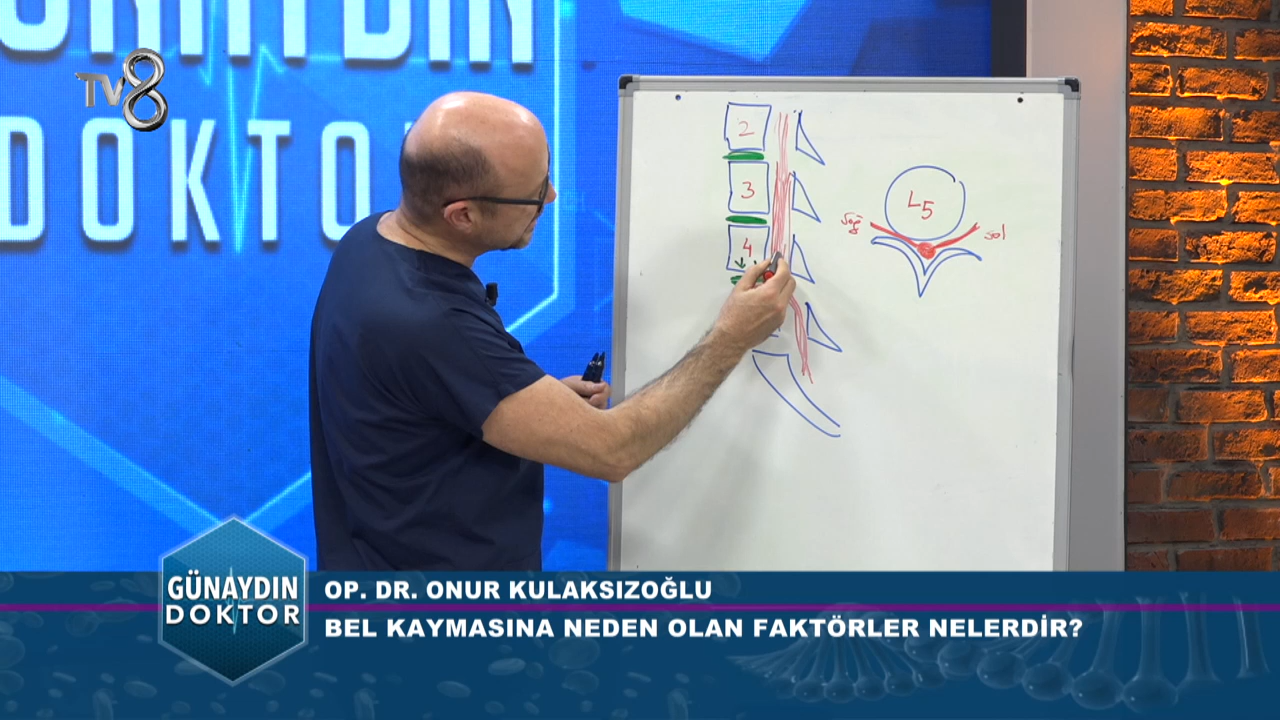 GÜNAYDIN
DOKTO
TV8
2
3
4
L5
sağ
sol
GÜNAYDIN
DOKTOR
OP. DR. ONUR KULAKSIZOĞLU
BEL KAYMASINA NEDEN OLAN FAKTÖRLER NELERDİR?